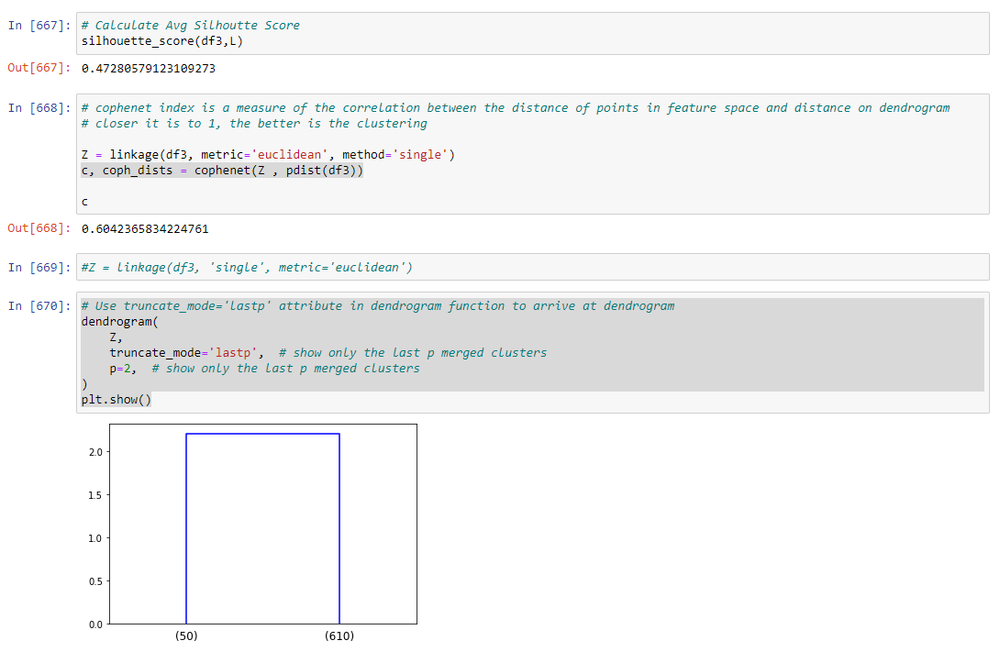 In [667]: # Calculate Avg Silhoutte Score
silhouette_score(df3,L)
Out[667]: 0.47280579123109273
In [668]: # cophenet index is a measure of the correlation between the distance of points in feature space and distance on dendrogram
# closer it is to 1, the better is the clustering
Z = linkage(df3, metric='euclidean', method='single')
c, coph_dists = cophenet(Z , pdist(df3))
c
Out[668]: 0.6042365834224761
In [669]: #Z = linkage(df3, 'single', metric='euclidean')
In [670]: # Use truncate_mode='lastp' attribute in dendrogram function to arrive at dendrogram
dendrogram(
Z,
truncate_mode='lastp',  # show only the last p merged clusters
p=2,  # show only the last p merged clusters
)
plt.show()
2.0
1.5
1.0
0.5
0.0
(50) (610)